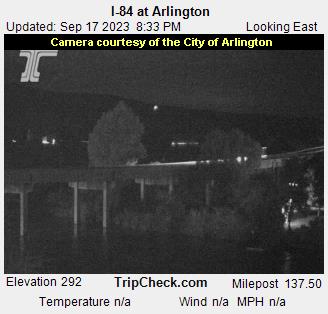 I-84 at Arlington
Updated: Sep 17 2023 8:33 PM Looking East
Camera courtesy of the City of Arlington
Elevation 292 TripCheck.com Milepost 137.50
Temperature n/a Wind n/a MPH n/a